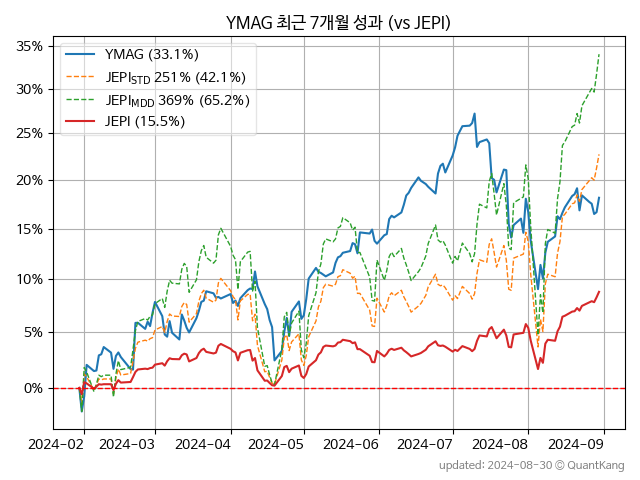 YMAG 최근 7개월 성과 (vs JEPI)
YMAG (33.1%)
JEPISTD 251% (42.1%)
JEPIMDD 369% (65.2%)
JEPI (15.5%)
35%
30%
25%
20%
15%
10%
5%
0%
2024-02 2024-03 2024-04 2024-05 2024-06 2024-07 2024-08 2024-09
updated: 2024-08-30 © QuantKang